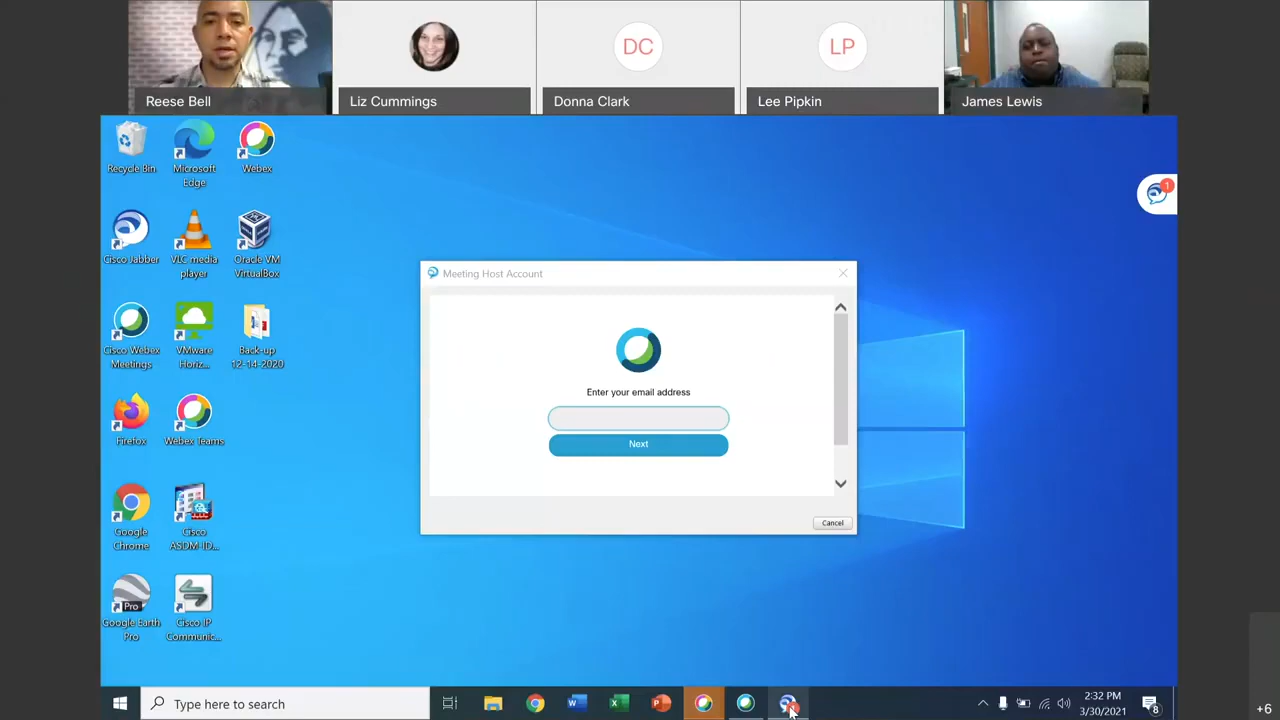 DC
LP
Reese Bell
Liz Cummings
Donna Clark
Lee Pipkin
James Lewis
Recycle Bin
Microsoft
Edge
Webex
1
Cisco Jabber
VLC media
player
Oracle VM
VirtualBox
Meeting Host Account
Enter your email address
Next
Cancel
Cisco Webex
Meetings
VMware
Horiz...
Back-up
12-14-2020
Firefox
Webex Teams
Google
Chrome
Cisco
ASDM-ID...
Pro
Google Earth
Pro
Cisco IP
Communic...
Type here to search
2:32 PM
3/30/2021
8
+6